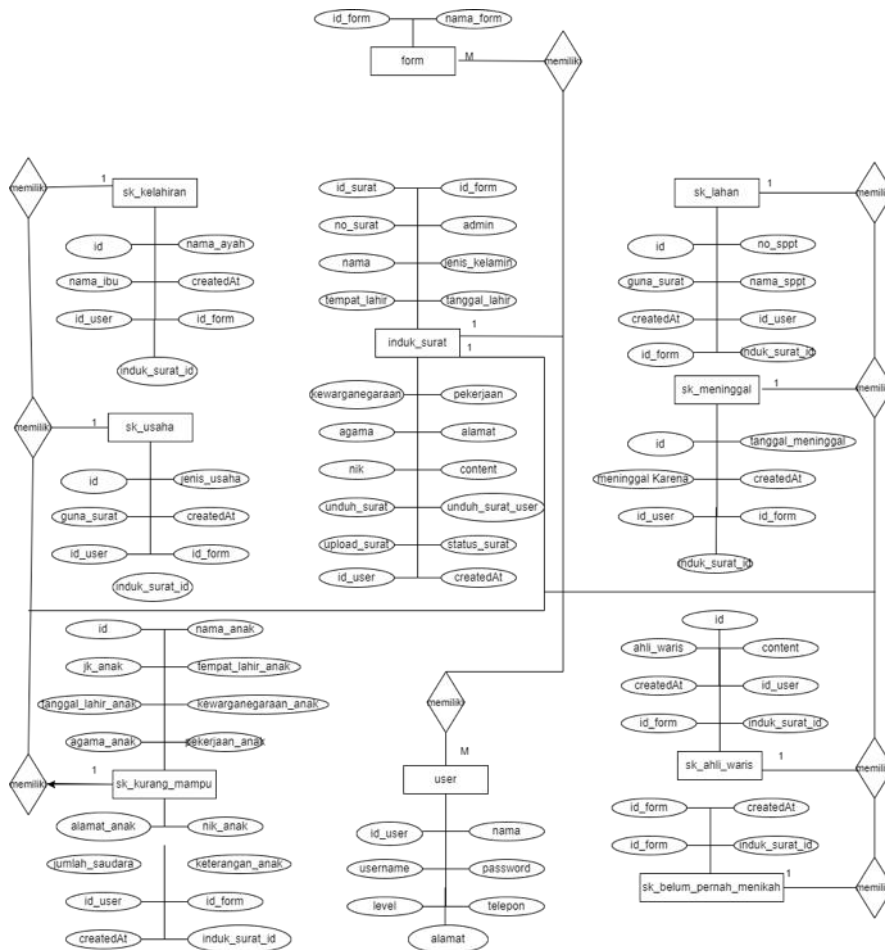 id_form
nama_form
form
M
memilik
memilik
1
sk_kelahiran
id
nama_ayah
nama_ibu
createdAt
id_user
id_form
induk_surat_id
memilik
1
sk_usaha
id
jenis_usaha
guna_surat
createdAt
id_user
id_form
induk_surat_id
id
nama_anak
jk_anak
tempat_lahir_anak
tanggal_lahir_anak
kewarganegaraan_anak
agama_anak
pekerjaan_anak
memilik
1
sk_kurang_mampu
alamat_anak
nik_anak
jumlah_saudara
keterangan_anak
id_user
id_form
createdAt
induk_surat_id
id_surat
id_form
no_surat
admin
nama
jenis_kelamin
tempat_lahir
tanggal_lahir
induk_surat
1
1
kewarganegaraan
pekerjaan
agama
alamat
nik
content
unduh_surat
unduh_surat_user
upload_surat
status_surat
id_user
createdAt
memilik
M
user
id_user
nama
username
password
level
telepon
alamat
sk_lahan
1
memilik
id
no_sppt
guna_surat
nama_sppt
createdAt
id_user
id_form
induk_surat_id
sk_meninggal
1
memilik
id
tanggal_meninggal
meninggal Karena
createdAt
id_user
id_form
induk_surat_id
id
ahli_waris
content
createdAt
id_user
id_form
induk_surat_id
sk_ahli_waris
1
memilik
id_form
createdAt
id_form
induk_surat_id
sk_belum_pernah_menikah
1
memilik